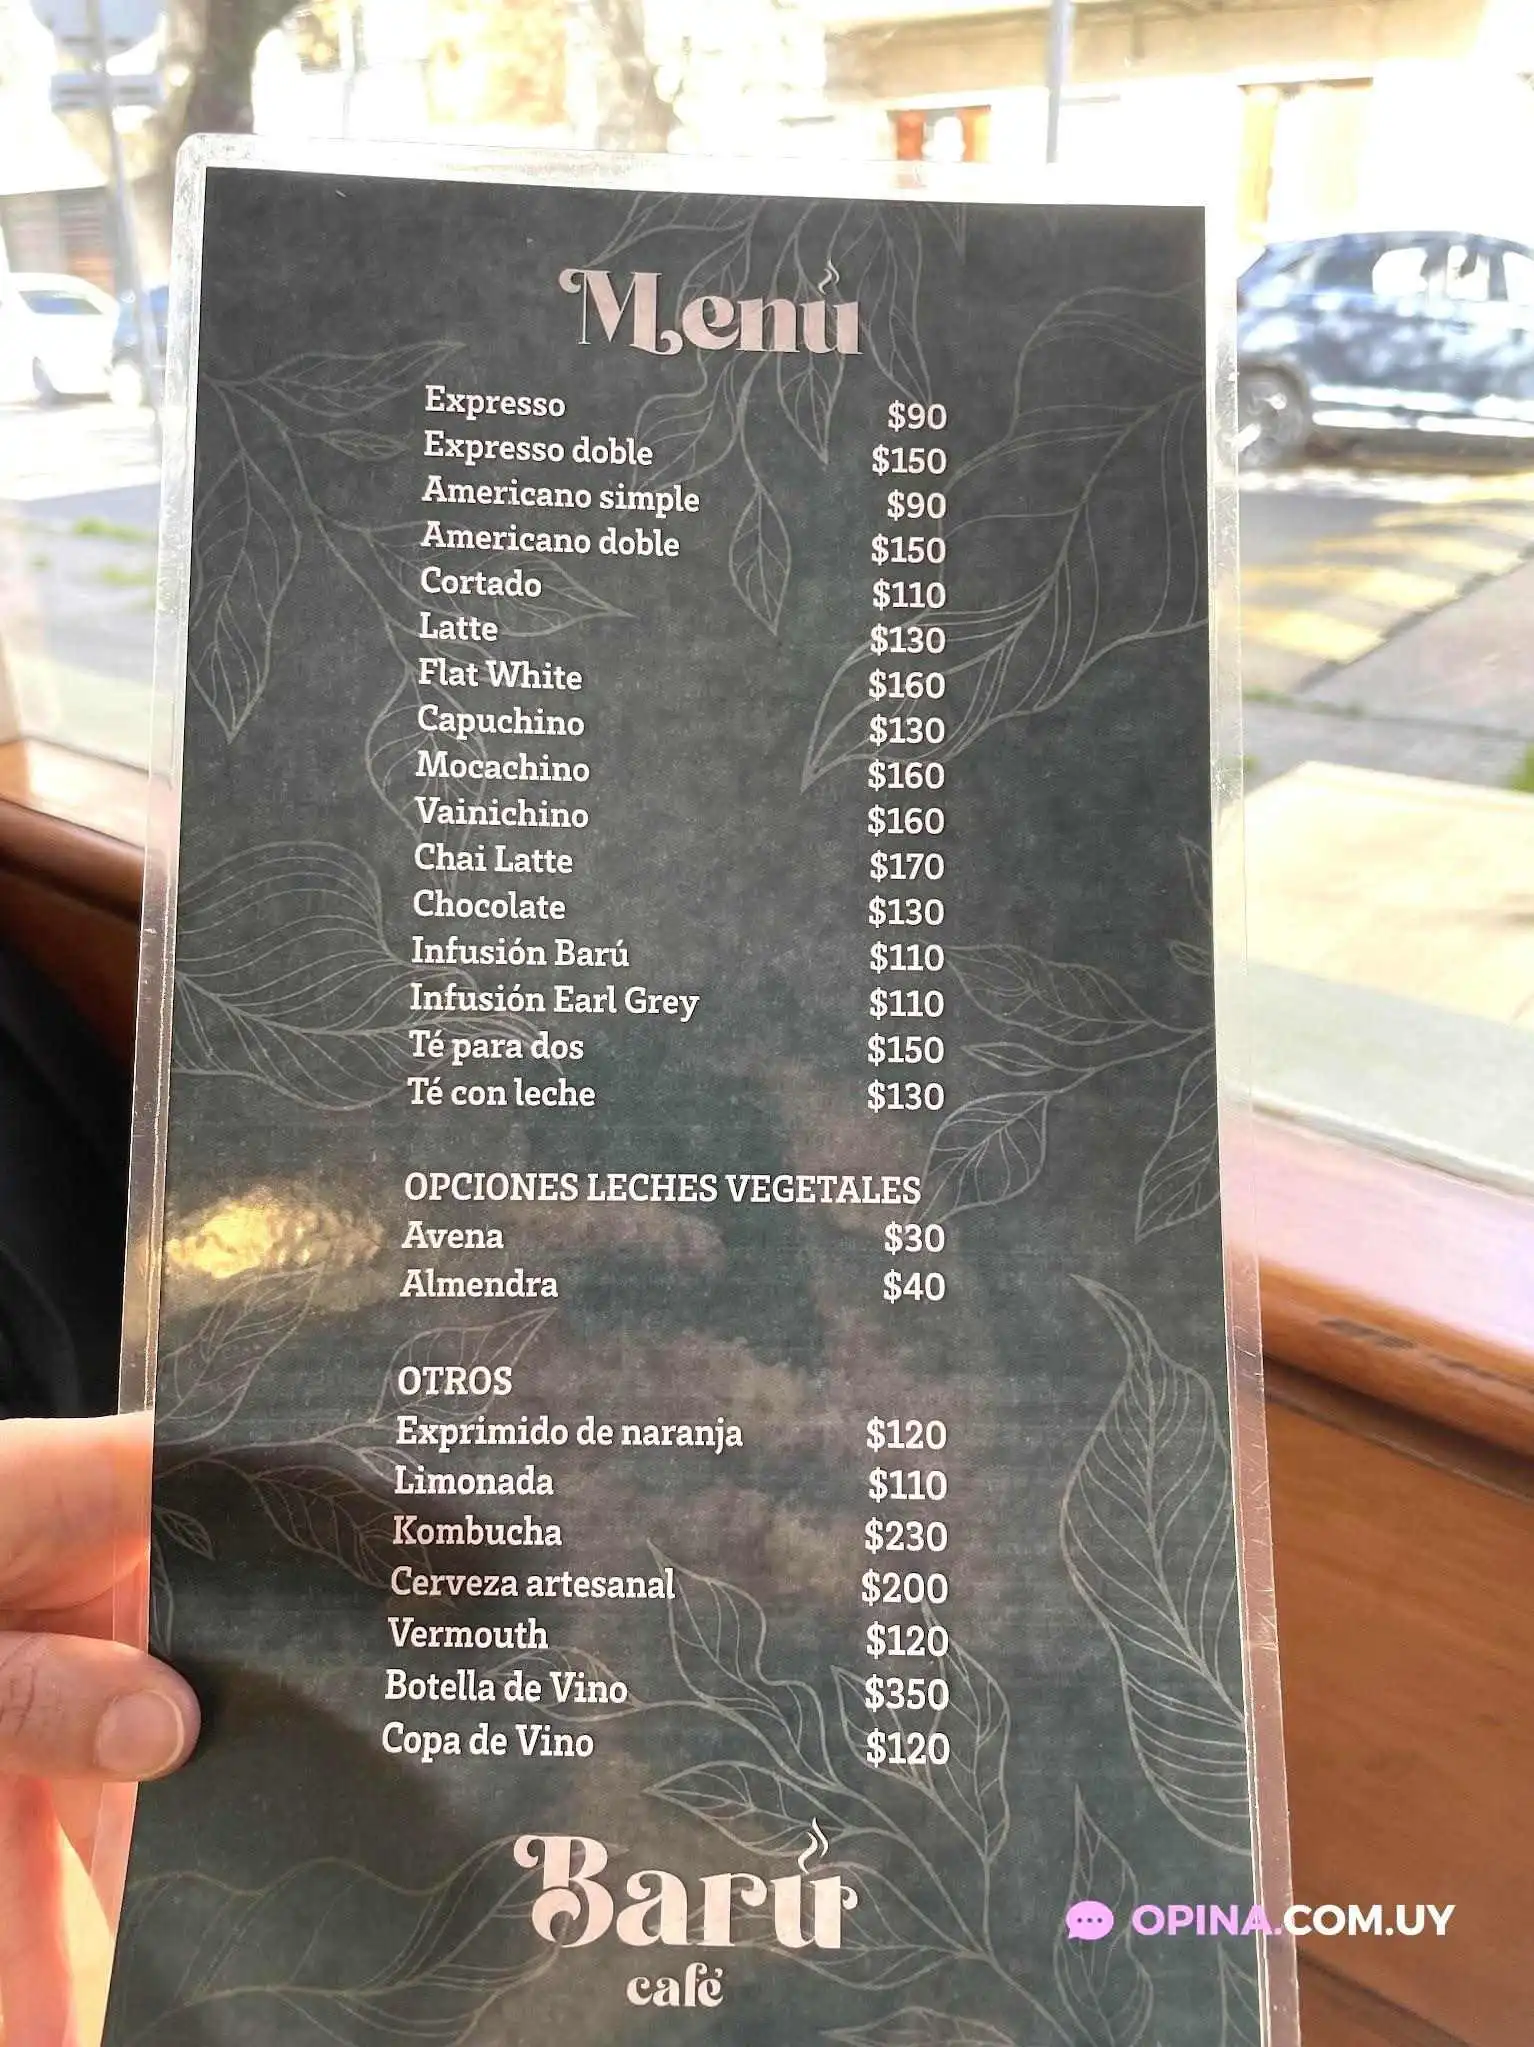 Menú
Expresso $90
Expresso doble $150
Americano simple $90
Americano doble $150
Cortado $110
Latte $130
Flat White $160
Capuchino $130
Mocachino $160
Vainichino $160
Chai Latte $170
Chocolate $130
Infusión Barú $110
Infusión Earl Grey $110
Té para dos $150
Té con leche $130
OPCIONES LECHES VEGETALES
Avena $30
Almendra $40
OTROS
Exprimido de naranja $120
Limonada $110
Kombucha $230
Cerveza artesanal $200
Vermouth $120
Botella de Vino $350
Copa de Vino $120
Barú
café
OPINA.COM.UY